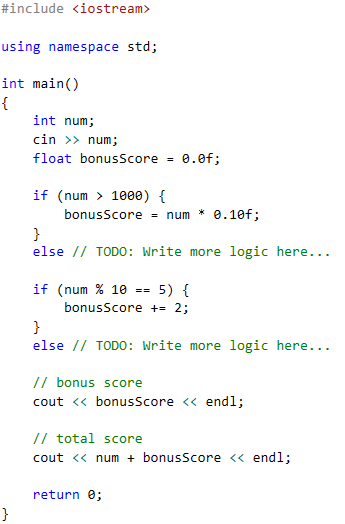 #include <iostream>
using namespace std;
int main()
{
    int num;
    cin >> num;
    float bonusScore = 0.0f;
    if (num > 1000) {
        bonusScore = num * 0.10f;
    }
    else // TODO: Write more logic here...
    if (num % 10 == 5) {
        bonusScore += 2;
    }
    else // TODO: Write more logic here...
    // bonus score
    cout << bonusScore << endl;
    // total score
    cout << num + bonusScore << endl;
    return 0;
}